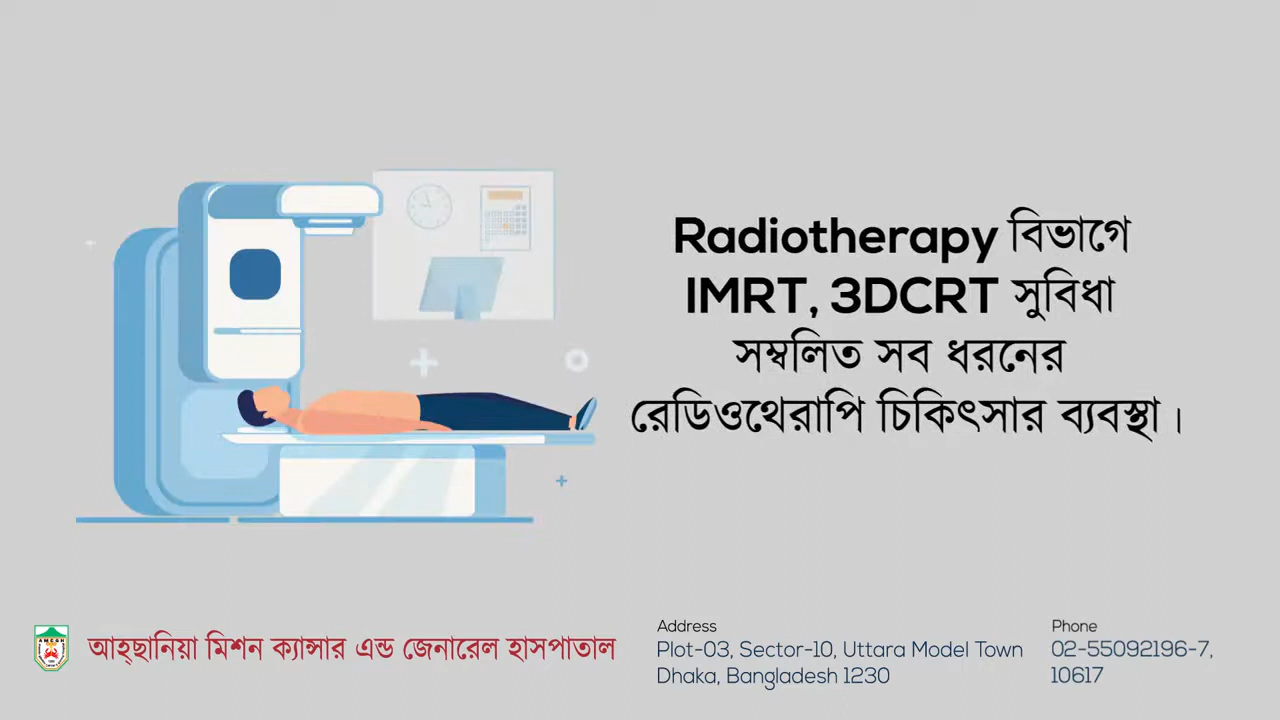 Radiotherapy বিভাগে
IMRT, 3DCRT সুবিধা
সম্বলিত সব ধরনের
রেডিওথেরাপি চিকিৎসার ব্যবস্থা।
AMCGH
আহ্ছানিয়া মিশন ক্যান্সার এন্ড জেনারেল হাসপাতাল
Address
Plot-03, Sector-10, Uttara Model Town
Dhaka, Bangladesh 1230
Phone
02-55092196-7,
10617